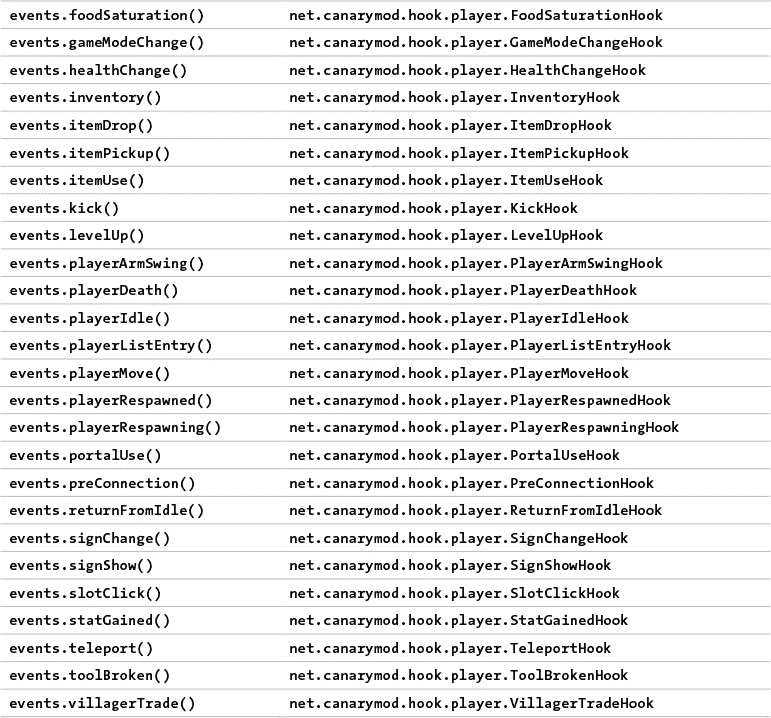 events.foodSaturation() net.canarymod.hook.player.FoodSaturationHook
events.gameModeChange() net.canarymod.hook.player.GameModeChangeHook
events.healthChange() net.canarymod.hook.player.HealthChangeHook
events.inventory() net.canarymod.hook.player.InventoryHook
events.itemDrop() net.canarymod.hook.player.ItemDropHook
events.itemPickup() net.canarymod.hook.player.ItemPickupHook
events.itemUse() net.canarymod.hook.player.ItemUseHook
events.kick() net.canarymod.hook.player.KickHook
events.levelUp() net.canarymod.hook.player.LevelUpHook
events.playerArmSwing() net.canarymod.hook.player.PlayerArmSwingHook
events.playerDeath() net.canarymod.hook.player.PlayerDeathHook
events.playerIdle() net.canarymod.hook.player.PlayerIdleHook
events.playerListEntry() net.canarymod.hook.player.PlayerListEntryHook
events.playerMove() net.canarymod.hook.player.PlayerMoveHook
events.playerRespawned() net.canarymod.hook.player.PlayerRespawnedHook
events.playerRespawning() net.canarymod.hook.player.PlayerRespawningHook
events.portalUse() net.canarymod.hook.player.PortalUseHook
events.preConnection() net.canarymod.hook.player.PreConnectionHook
events.returnFromIdle() net.canarymod.hook.player.ReturnFromIdleHook
events.signChange() net.canarymod.hook.player.SignChangeHook
events.signShow() net.canarymod.hook.player.SignShowHook
events.slotClick() net.canarymod.hook.player.SlotClickHook
events.statGained() net.canarymod.hook.player.StatGainedHook
events.teleport() net.canarymod.hook.player.TeleportHook
events.toolBroken() net.canarymod.hook.player.ToolBrokenHook
events.villagerTrade() net.canarymod.hook.player.VillagerTradeHook